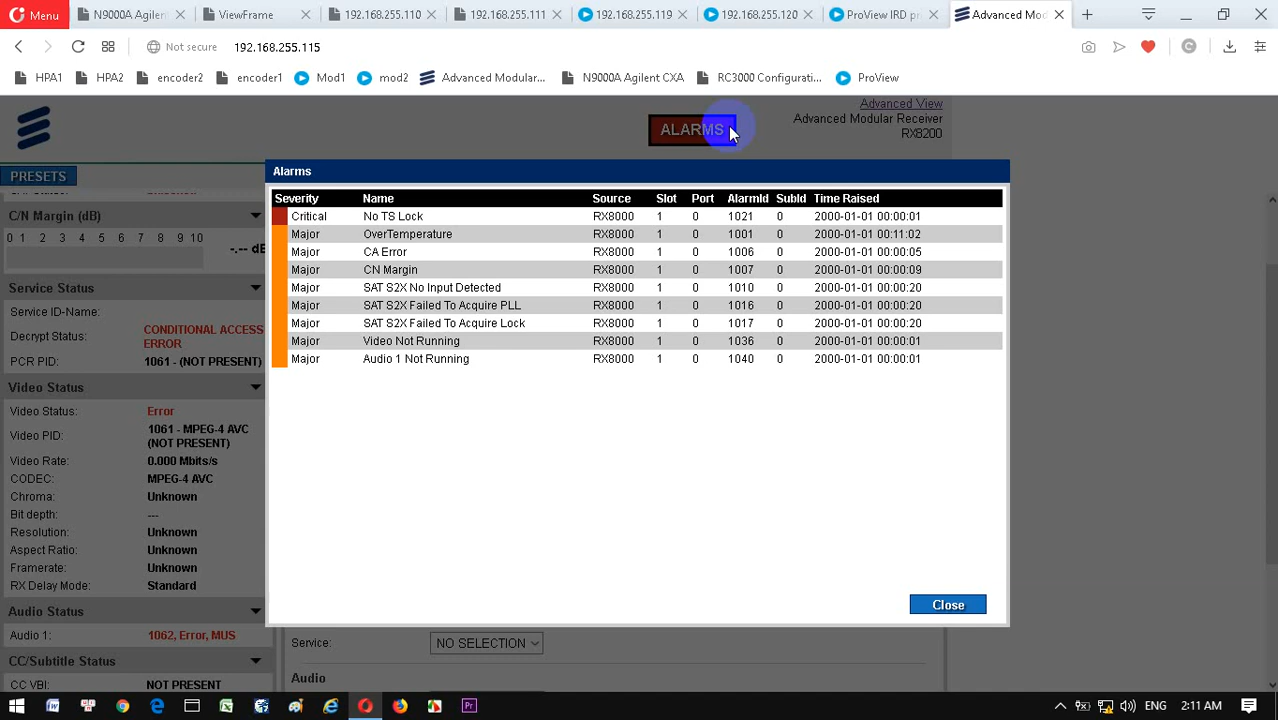 Menu
N9000A Agilen
ViewFrame
192.168.255.110
192.168.255.111
192.168.255.119
192.168.255.120
ProView IRD p
Advanced Mo
Not secure
192.168.255.115
HPA1
HPA2
encoder2
encoder1
Mod1
mod2
Advanced Modular...
N9000A Agilent CXA
RC3000 Configurati...
ProView
ALARMS
Advanced View
Advanced Modular Receiver
RX8200
PRESETS
Alarms
Severity Name Source Slot Port AlarmId SubId Time Raised
Critical No TS Lock RX8000 1 0 1021 0 2000-01-01 00:00:01
Major OverTemperature RX8000 1 0 1001 0 2000-01-01 00:11:02
Major CA Error RX8000 1 0 1006 0 2000-01-01 00:00:05
Major CN Margin RX8000 1 0 1007 0 2000-01-01 00:00:09
Major SAT S2X No Input Detected RX8000 1 0 1010 0 2000-01-01 00:00:20
Major SAT S2X Failed To Acquire PLL RX8000 1 0 1016 0 2000-01-01 00:00:20
Major SAT S2X Failed To Acquire Lock RX8000 1 0 1017 0 2000-01-01 00:00:20
Major Video Not Running RX8000 1 0 1036 0 2000-01-01 00:00:01
Major Audio 1 Not Running RX8000 1 0 1040 0 2000-01-01 00:00:01
Close
C/N Margin (dB)
0 1 2 3 4 5 6 7 8 9 10
-.-- dB
Service Status
Service ID-Name:
Decrypt Status: CONDITIONAL ACCESS
ERROR
PCR PID: 1061 - (NOT PRESENT)
Video Status
Video Status: Error
Video PID: 1061 - MPEG-4 AVC
(NOT PRESENT)
Video Rate: 0.000 Mbits/s
CODEC: MPEG-4 AVC
Chroma: Unknown
Bit depth: ---
Resolution: Unknown
Aspect Ratio: Unknown
Framerate: Unknown
RX Delay Mode: Standard
Audio Status
Audio 1: 1062, Error, MUS
CC/Subtitle Status
CC VBI: NOT PRESENT
Service: NO SELECTION
Audio
ENG 2:11 AM